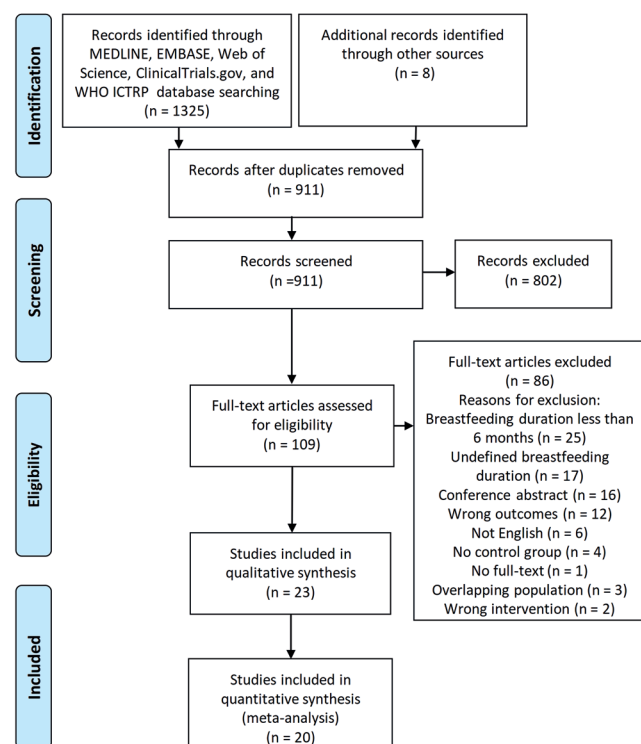 Identification
Records identified through
MEDLINE, EMBASE, Web of
Science, ClinicalTrials.gov, and
WHO ICTRP database searching
(n = 1325)
Additional records identified
through other sources
(n = 8)
Records after duplicates removed
(n = 911)
Screening
Records screened
(n =911)
Records excluded
(n = 802)
Eligibility
Full-text articles assessed
for eligibility
(n = 109)
Full-text articles excluded
(n = 86)
Reasons for exclusion:
Breastfeeding duration less than
6 months (n = 25)
Undefined breastfeeding
duration (n = 17)
Conference abstract (n = 16)
Wrong outcomes (n = 12)
Not English (n = 6)
No control group (n = 4)
No full-text (n = 1)
Overlapping population (n = 3)
Wrong intervention (n = 2)
Studies included in
qualitative synthesis
(n = 23)
Included
Studies included in
quantitative synthesis
(meta-analysis)
(n = 20)